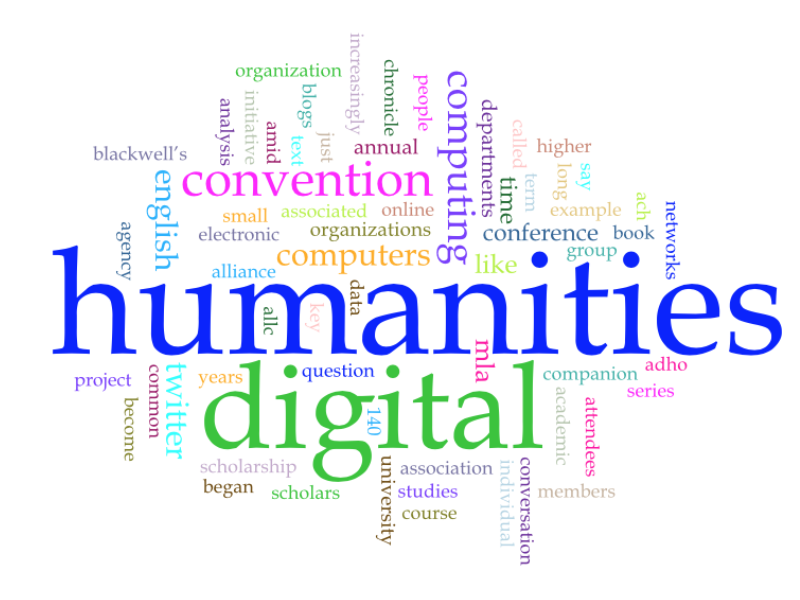 increasingly
organization
chronicle
people
computing
blogs
initiative
analysis
departments
amid
text
just
annual
called
higher
blackwell's
english
convention
time
term
long
say
small
associated
online
example
ach
networks
agency
electronic
organizations
conference
book
computers
like
group
alliance
data
humanities
allc
key
mla
project
common
twitter
years
question
companion
adho
series
digital
140
become
academic
attendees
scholarship
university
association
individual
conversation
began
scholars
studies
members
course